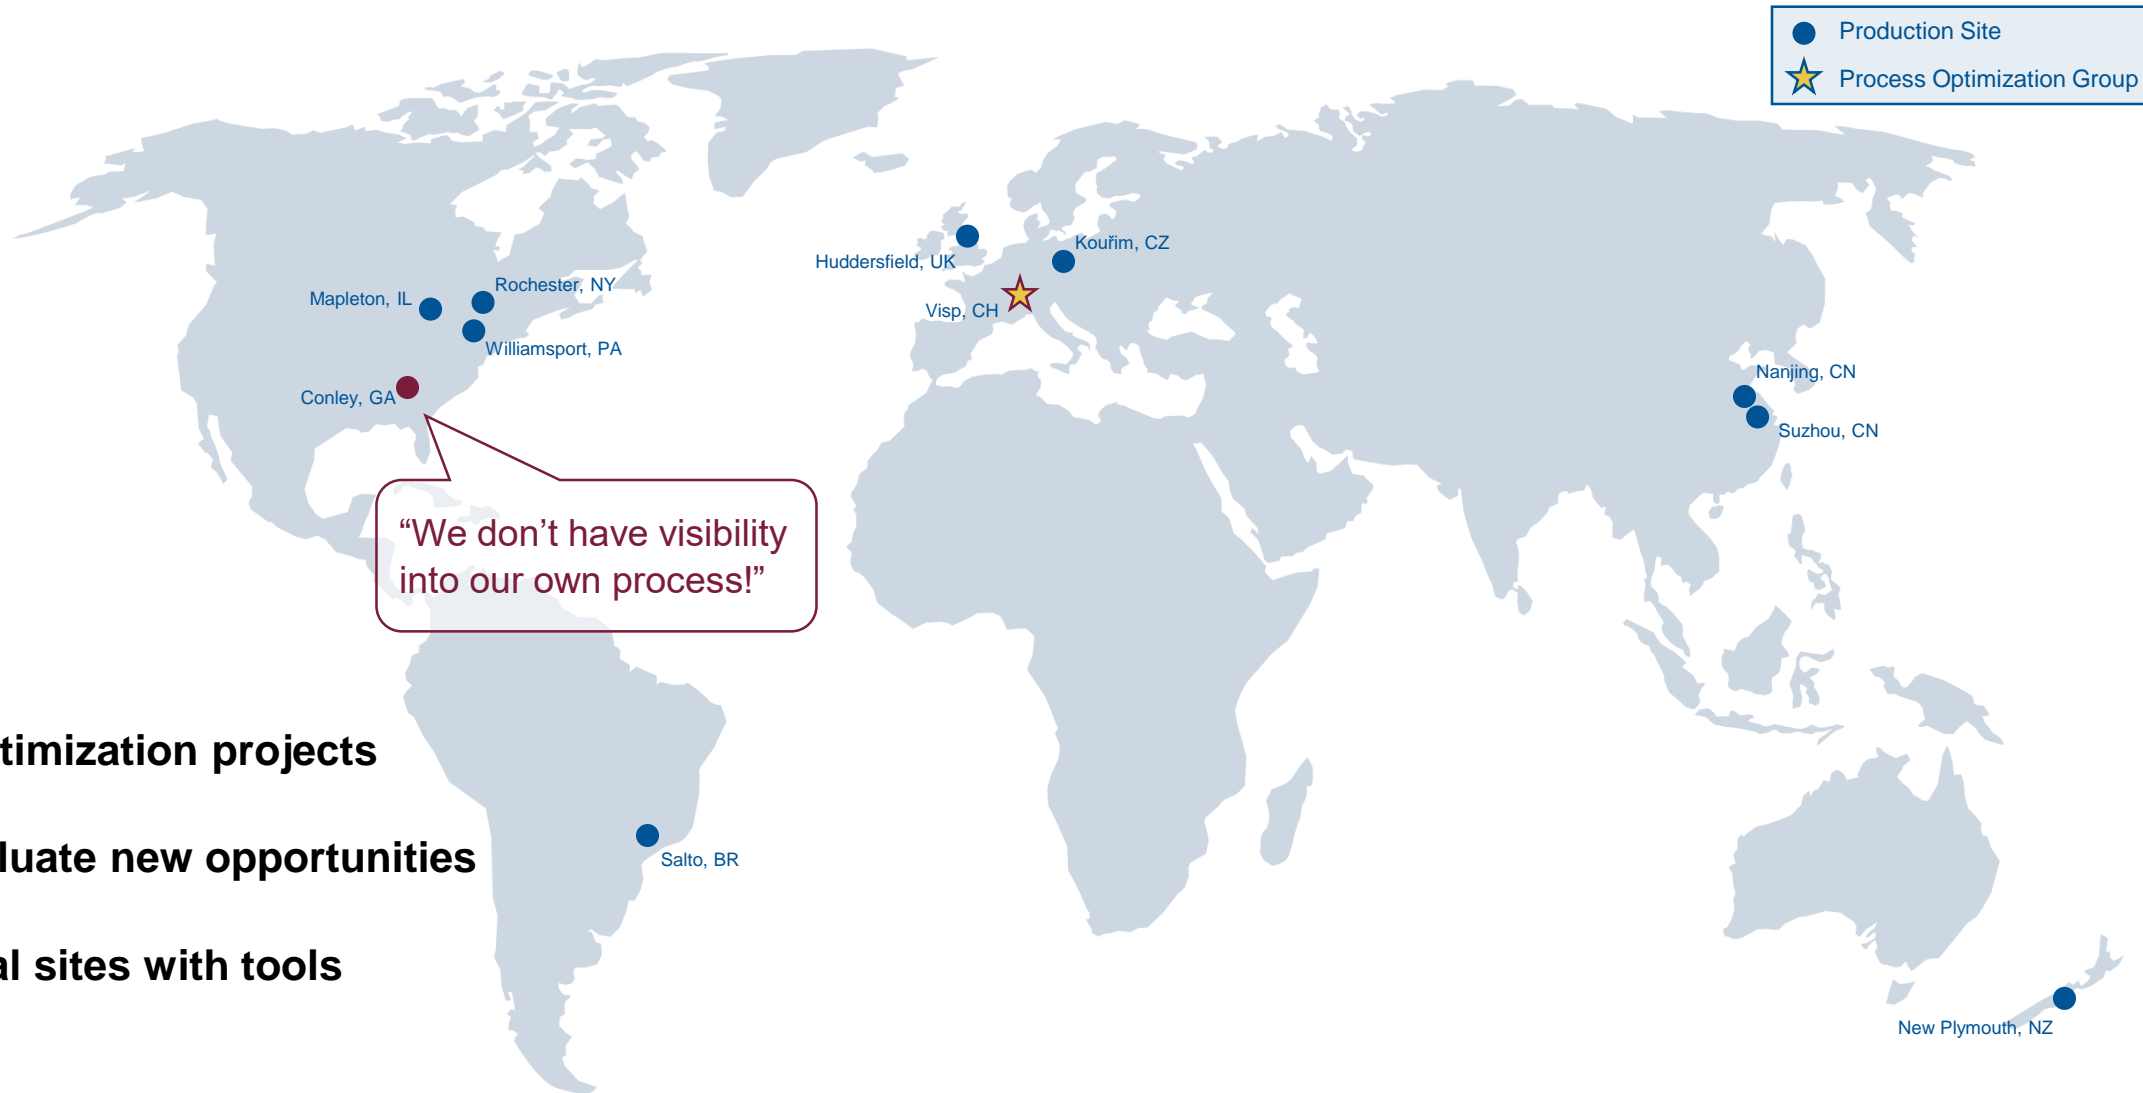 Production Site
Process Optimization Group
Huddersfield, UK
Kouřim, CZ
Visp, CH
Rochester, NY
Mapleton, IL
Williamsport, PA
Conley, GA
Nanjing, CN
Suzhou, CN
“We don’t have visibility
into our own process!”
timization projects
luate new opportunities
Salto, BR
al sites with tools
New Plymouth, NZ